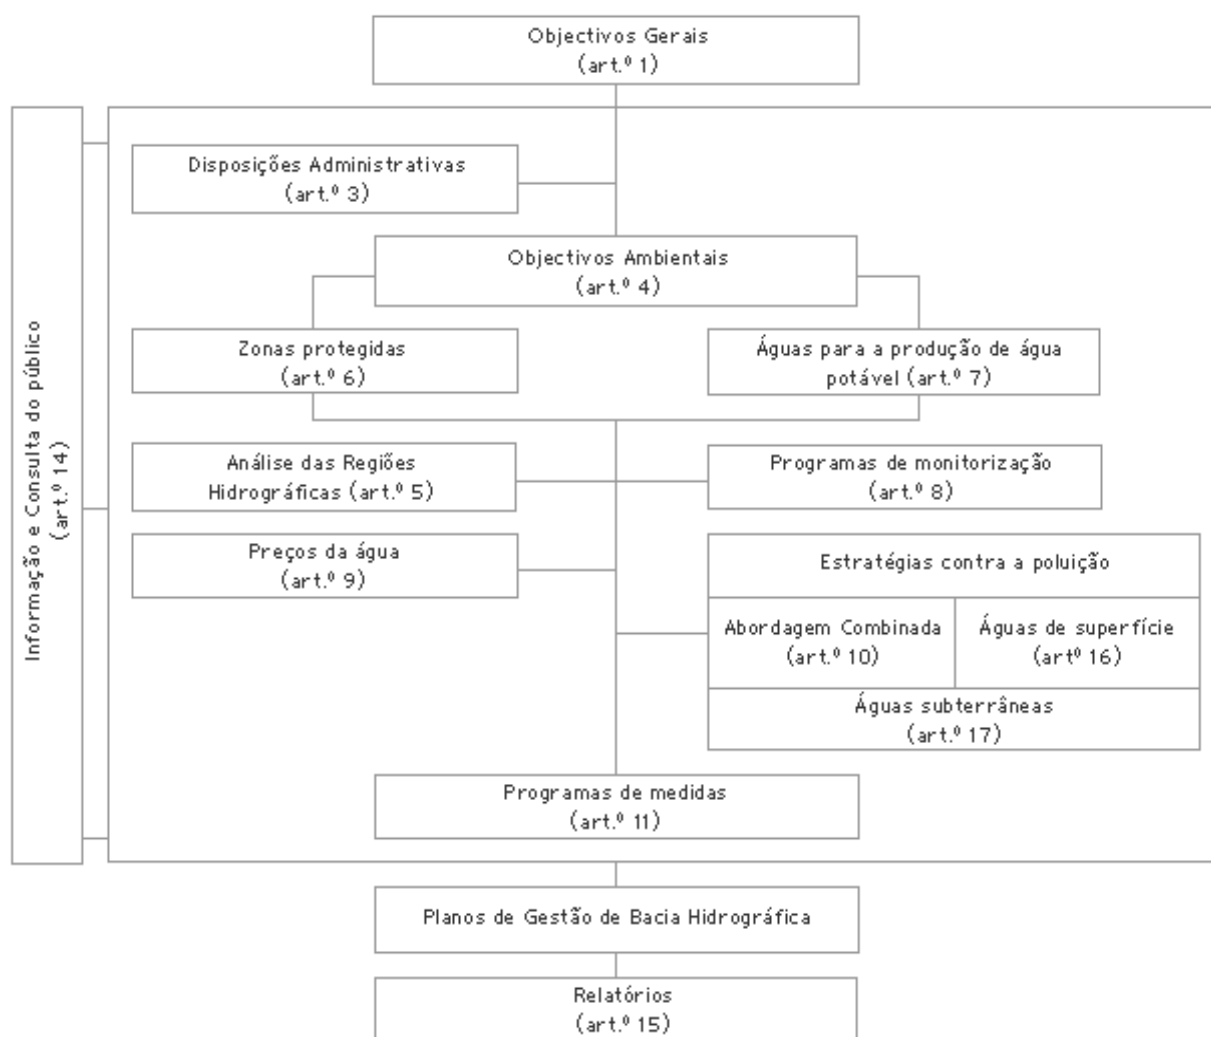 Objectivos Gerais
(art.º 1)
Informação e Consulta do público
(art.º 14)
Disposições Administrativas
(art.º 3)
Objectivos Ambientais
(art.º 4)
Zonas protegidas
(art.º 6)
Águas para a produção de água
potável (art.º 7)
Análise das Regiões
Hidrográficas (art.º 5)
Programas de monitorização
(art.º 8)
Preços da água
(art.º 9)
Estratégias contra a poluição
Abordagem Combinada
(art.º 10)
Águas de superfície
(artº 16)
Águas subterrâneas
(art.º 17)
Programas de medidas
(art.º 11)
Planos de Gestão de Bacia Hidrográfica
Relatórios
(art.º 15)